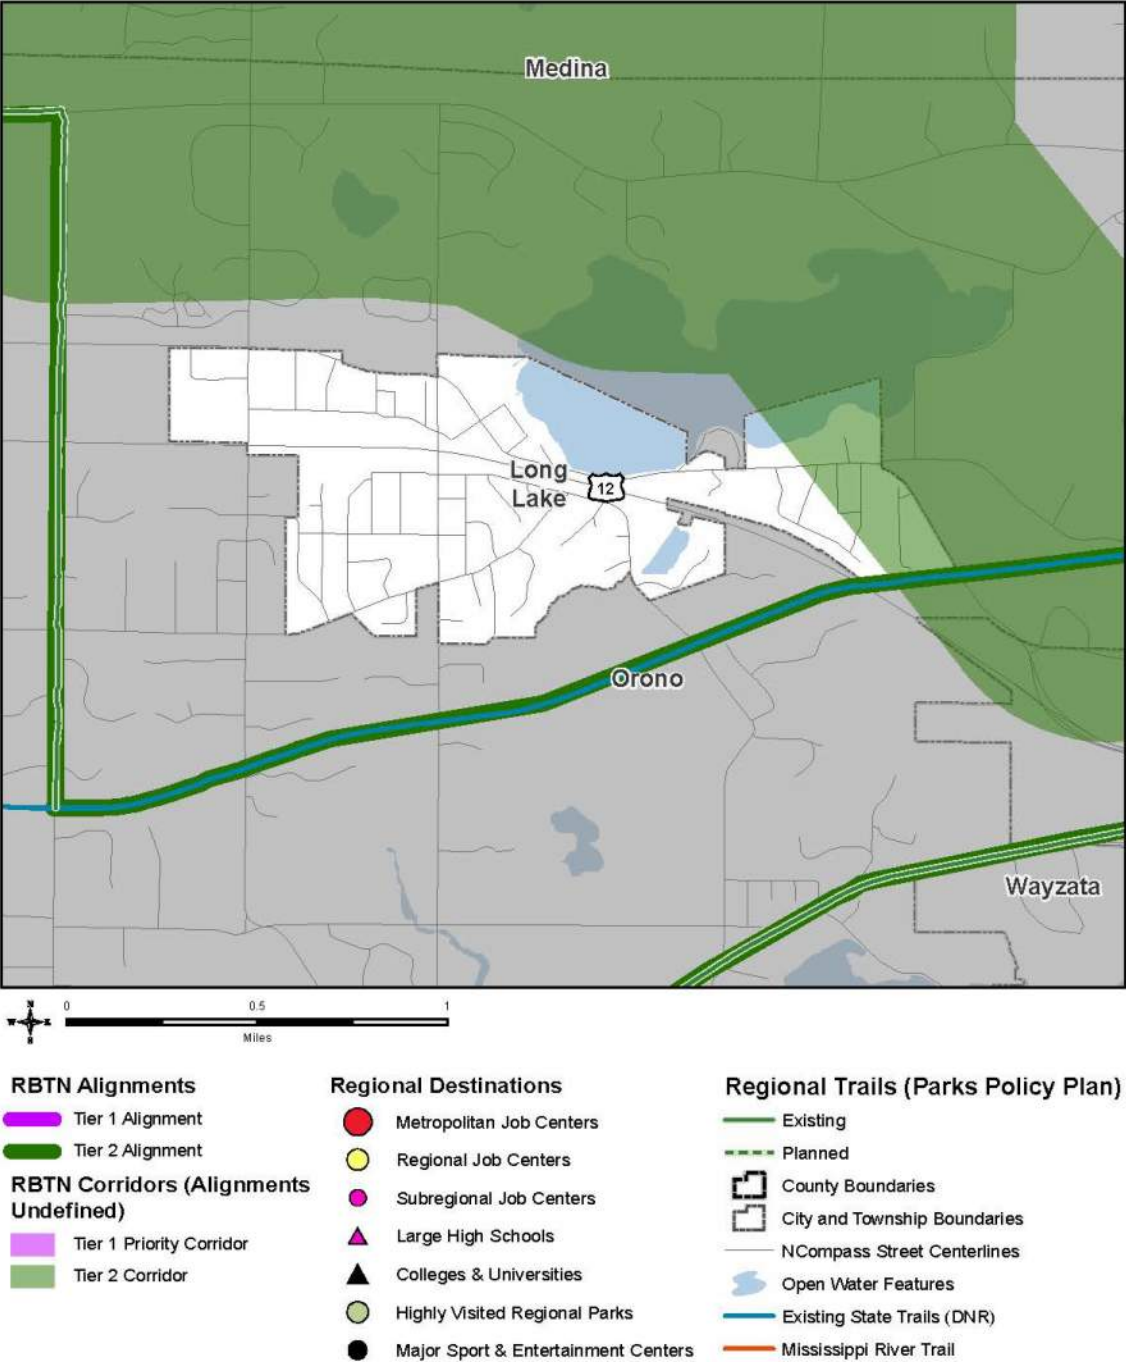 Medina
Long
Lake
12
Orono
Wayzata
N
W E
S
0 0.5 1
Miles
RBTN Alignments
Tier 1 Alignment
Tier 2 Alignment
RBTN Corridors (Alignments
Undefined)
Tier 1 Priority Corridor
Tier 2 Corridor
Regional Destinations
Metropolitan Job Centers
Regional Job Centers
Subregional Job Centers
Large High Schools
Colleges & Universities
Highly Visited Regional Parks
Major Sport & Entertainment Centers
Regional Trails (Parks Policy Plan)
Existing
Planned
County Boundaries
City and Township Boundaries
NCompass Street Centerlines
Open Water Features
Existing State Trails (DNR)
Mississippi River Trail